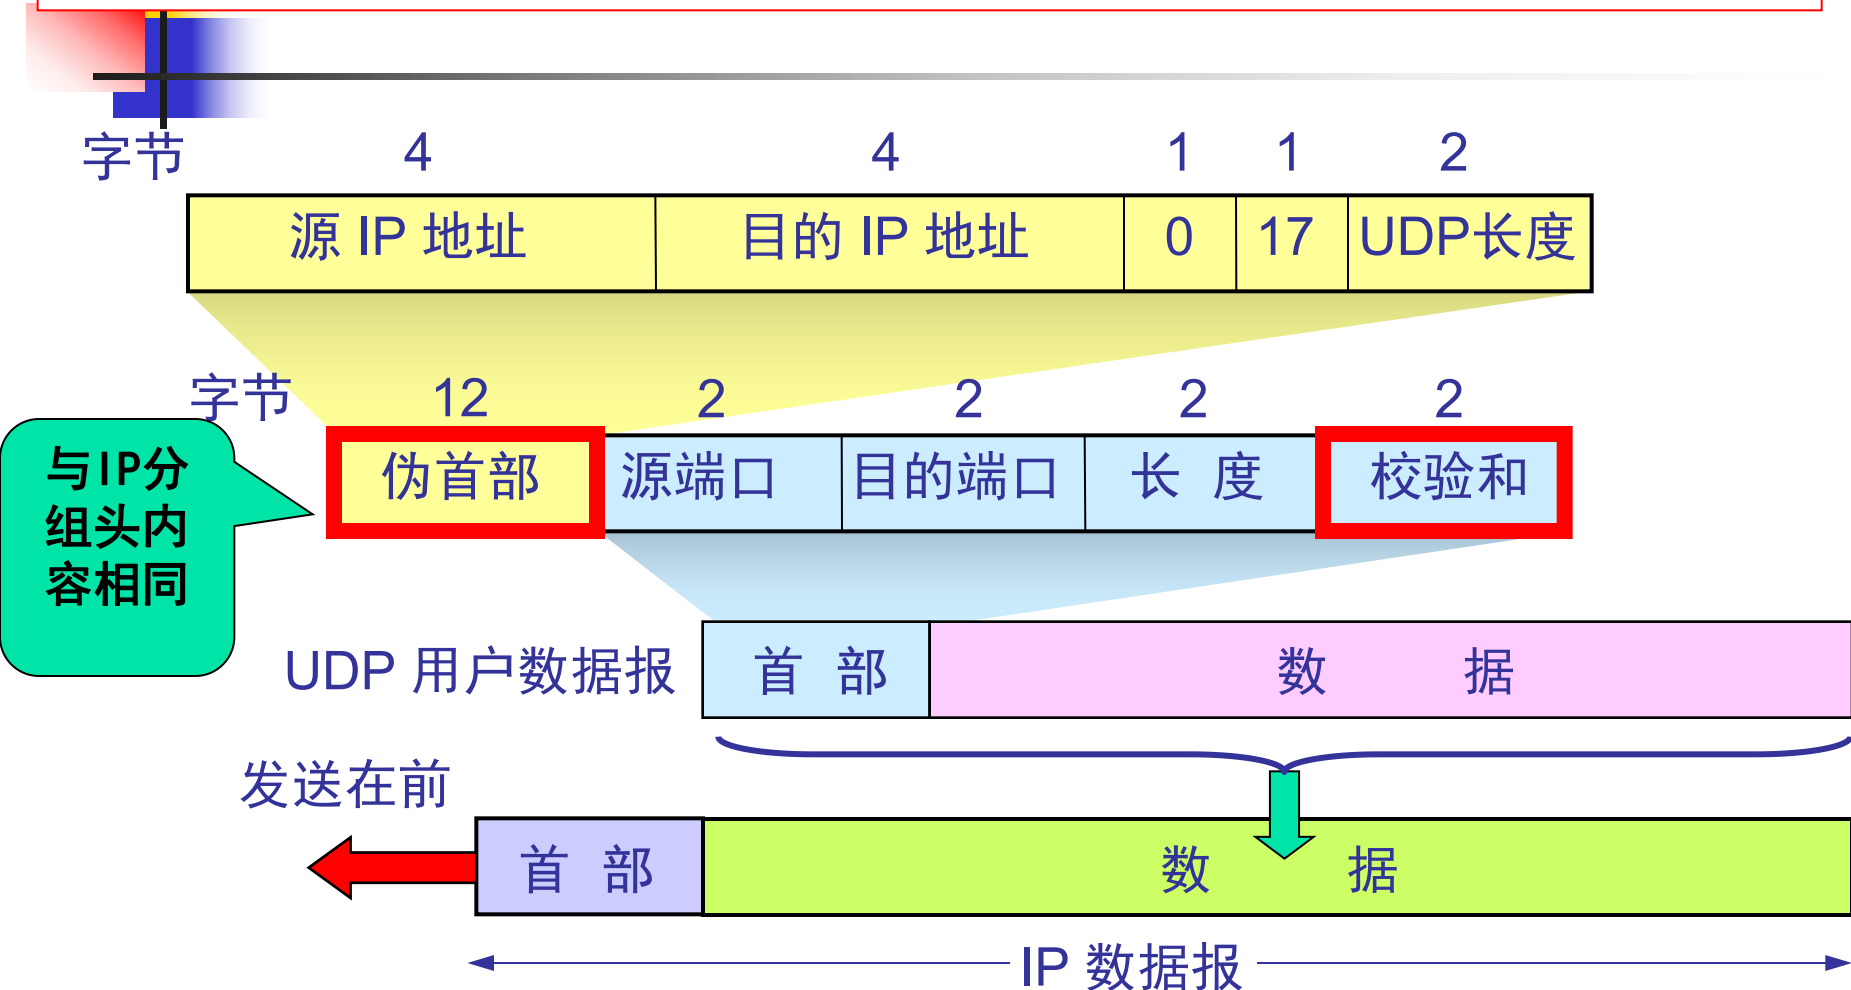 字节 4 4 1 1 2
源 IP 地址 目的 IP 地址 0 17 UDP长度
字节 12 2 2 2 2
伪首部 源端口 目的端口 长 度 校验和
与IP分
组头内
容相同
UDP 用户数据报 首 部 数 据
发送在前
首 部 数 据
IP 数据报